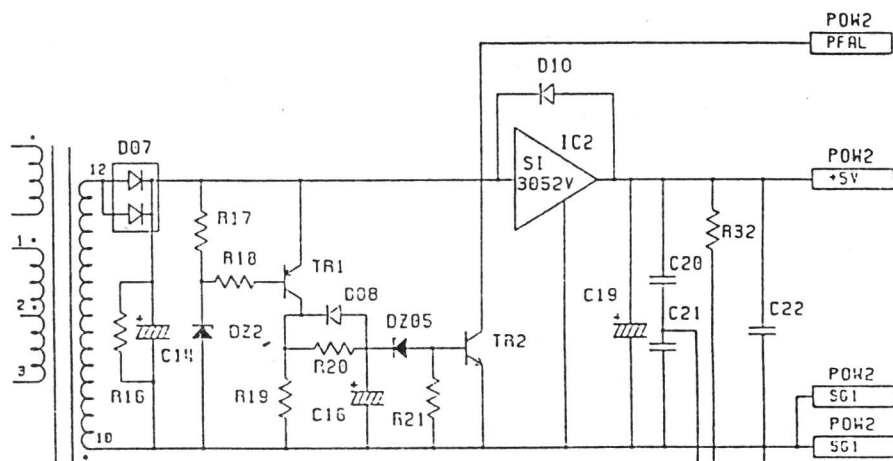 POW2
PFAL
D10
IC2
SI
3052V
D07
12
POW2
+5V
R17
R18
TR1
R32
1
2
3
D08
DZ2
DZ05
TR2
C19
C20
C21
C22
R16
R20
R19
C16
R21
POW2
SG1
10
POW2
SG1